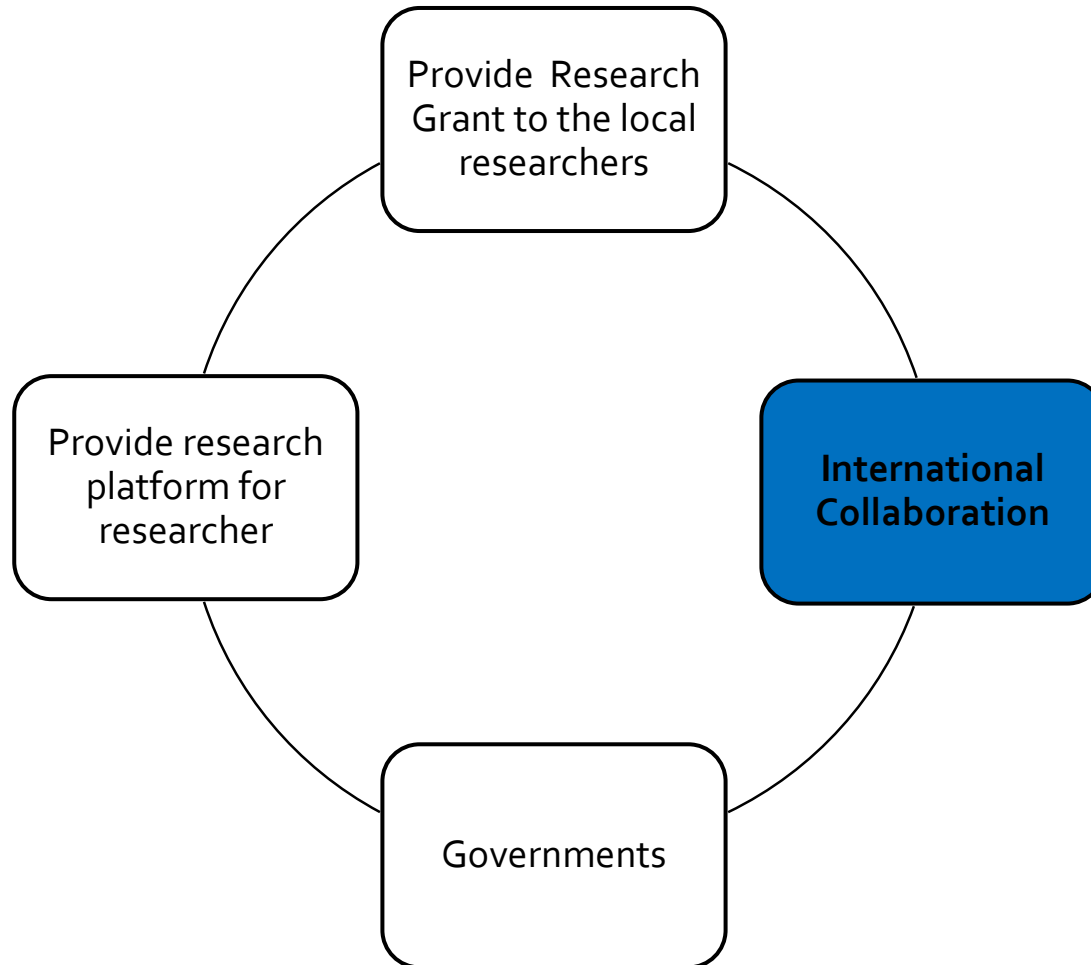 Provide Research
Grant to the local
researchers
International
Collaboration
Provide research
platform for
researcher
Governments